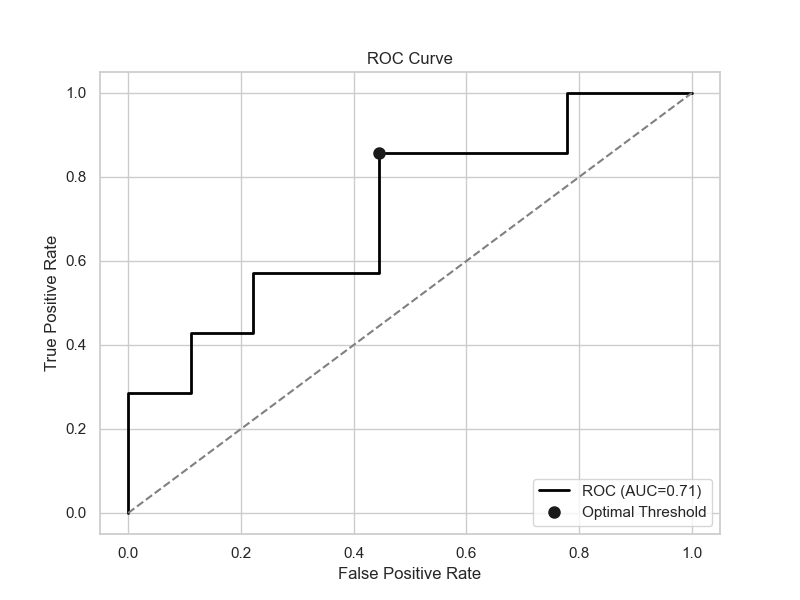 ROC Curve
True Positive Rate
1.0
0.8
0.6
0.4
0.2
0.0
ROC (AUC=0.71)
Optimal Threshold
0.0 0.2 0.4 0.6 0.8 1.0
False Positive Rate